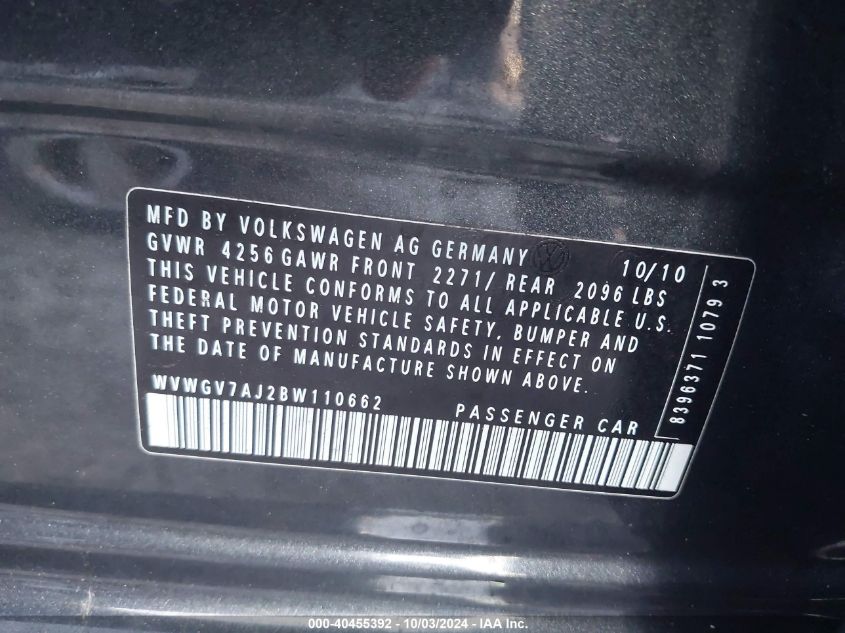 MFD BY VOLKSWAGEN AG GERMANY 10/10
GVWR 4256 GAWR FRONT 2271/ REAR 2096 LBS
THIS VEHICLE CONFORMS TO ALL APPLICABLE U.S.
FEDERAL MOTOR VEHICLE SAFETY, BUMPER AND
THEFT PREVENTION STANDARDS IN EFFECT ON
THE DATE OF MANUFACTURE SHOWN ABOVE.
WVWGV7AJ2BW110662 PASSENGER CAR
8396371 1079 3
000-40455392 - 10/03/2024 - IAA Inc.